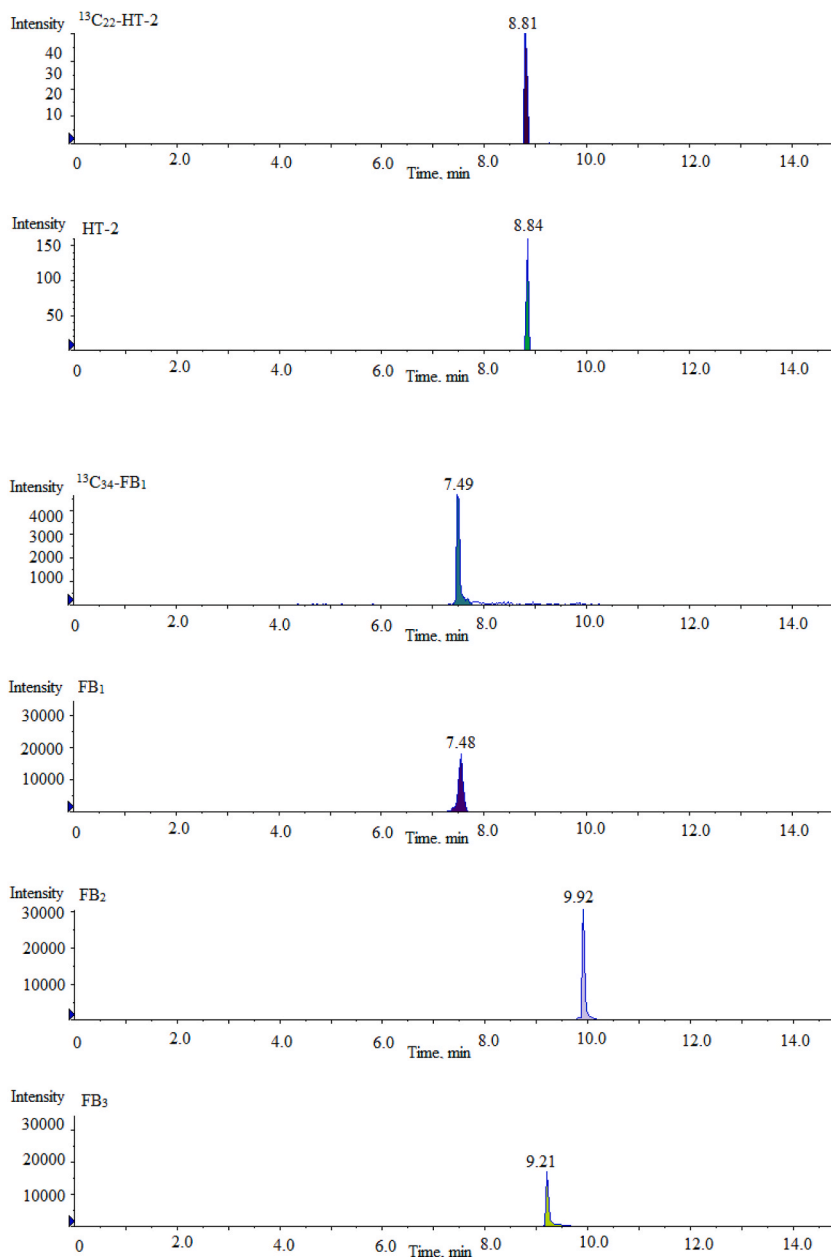 Intensity ¹³C₂₂-HT-2
8.81
40
30
20
10
0 2.0 4.0 6.0 8.0 10.0 12.0 14.0
Time, min
Intensity HT-2
8.84
150
100
50
0 2.0 4.0 6.0 8.0 10.0 12.0 14.0
Time, min
Intensity ¹³C₃₄-FB₁
7.49
4000
3000
2000
1000
0 2.0 4.0 6.0 8.0 10.0 12.0 14.0
Time, min
Intensity FB₁
30000
7.48
20000
10000
0 2.0 4.0 6.0 8.0 10.0 12.0 14.0
Time, min
Intensity FB₂
9.92
30000
20000
10000
0 2.0 4.0 6.0 8.0 10.0 12.0 14.0
Time, min
Intensity FB₃
30000
9.21
20000
10000
0 2.0 4.0 6.0 8.0 10.0 12.0 14.0
Time, min